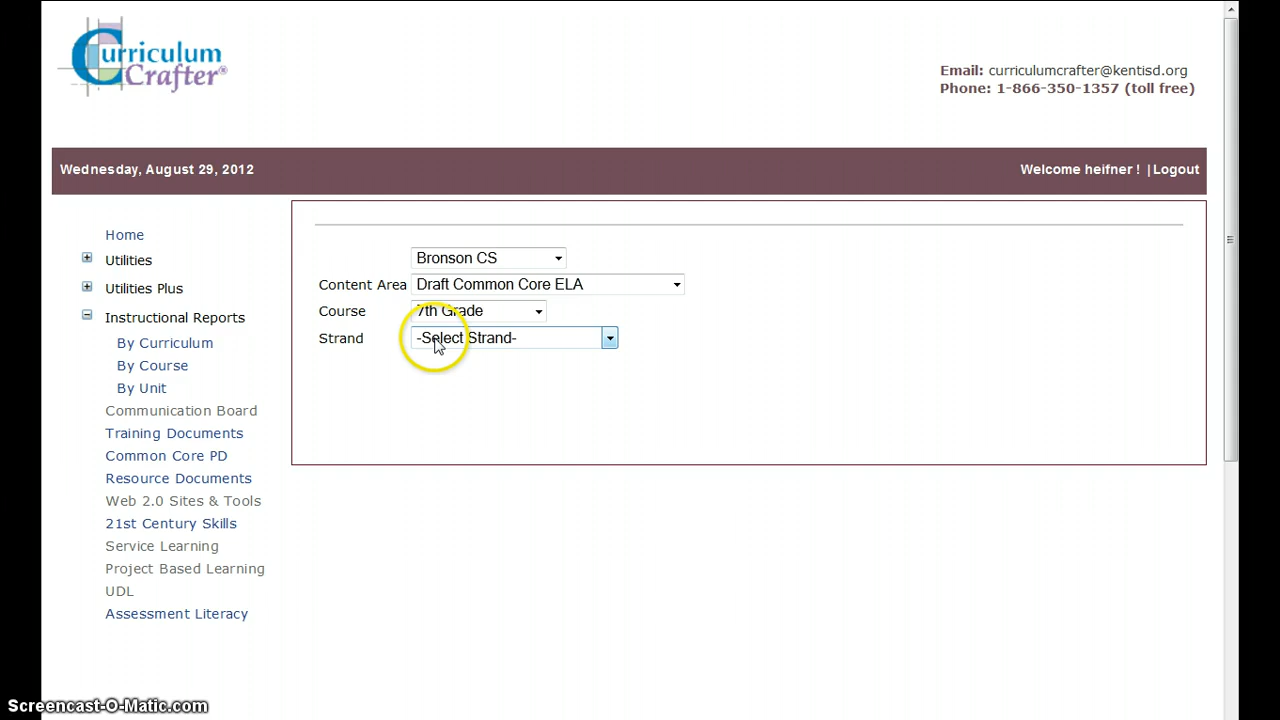 Curriculum
Crafter®
Email: curriculumcrafter@kentisd.org
Phone: 1-866-350-1357 (toll free)
Wednesday, August 29, 2012
Welcome heifner ! | Logout
Home
Utilities
Utilities Plus
Instructional Reports
By Curriculum
By Course
By Unit
Communication Board
Training Documents
Common Core PD
Resource Documents
Web 2.0 Sites & Tools
21st Century Skills
Service Learning
Project Based Learning
UDL
Assessment Literacy
Bronson CS
Content Area Draft Common Core ELA
Course 7th Grade
Strand -Select Strand-
Screencast-O-Matic.com